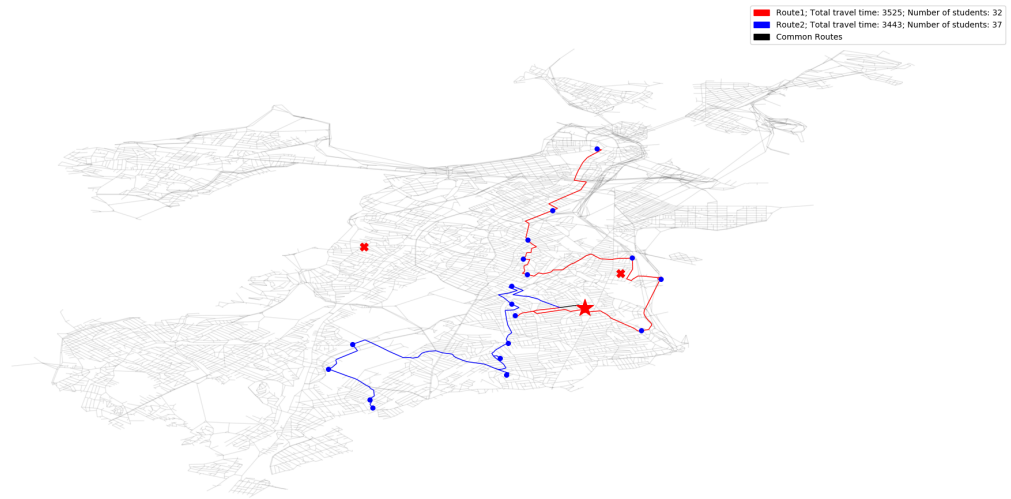 Route1; Total travel time: 3525; Number of students: 32
Route2; Total travel time: 3443; Number of students: 37
Common Routes